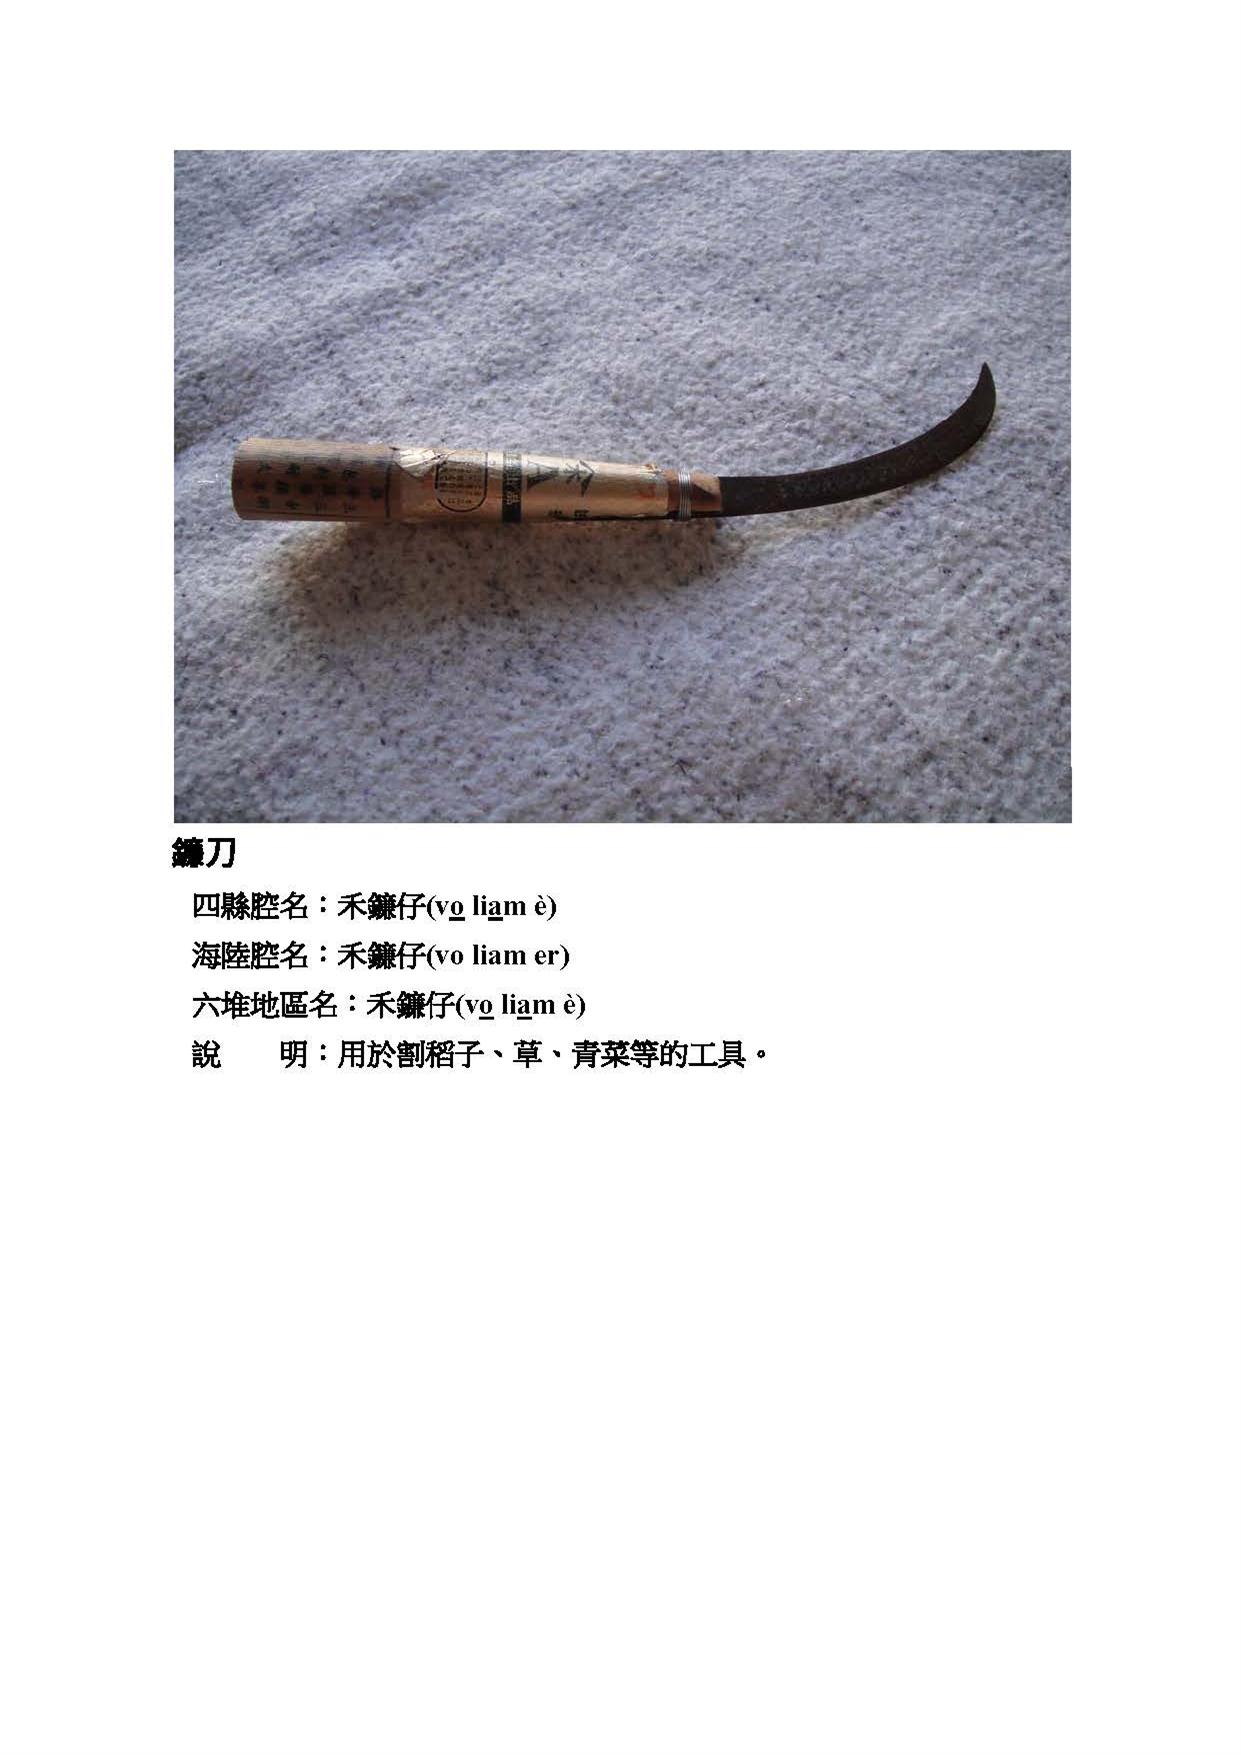 鐮刀
四縣腔名：禾鐮仔(vo liam è)
海陸腔名：禾鐮仔(vo liam er)
六堆地區名：禾鐮仔(vo liam è)
說　　明：用於割稻子、草、青菜等的工具。